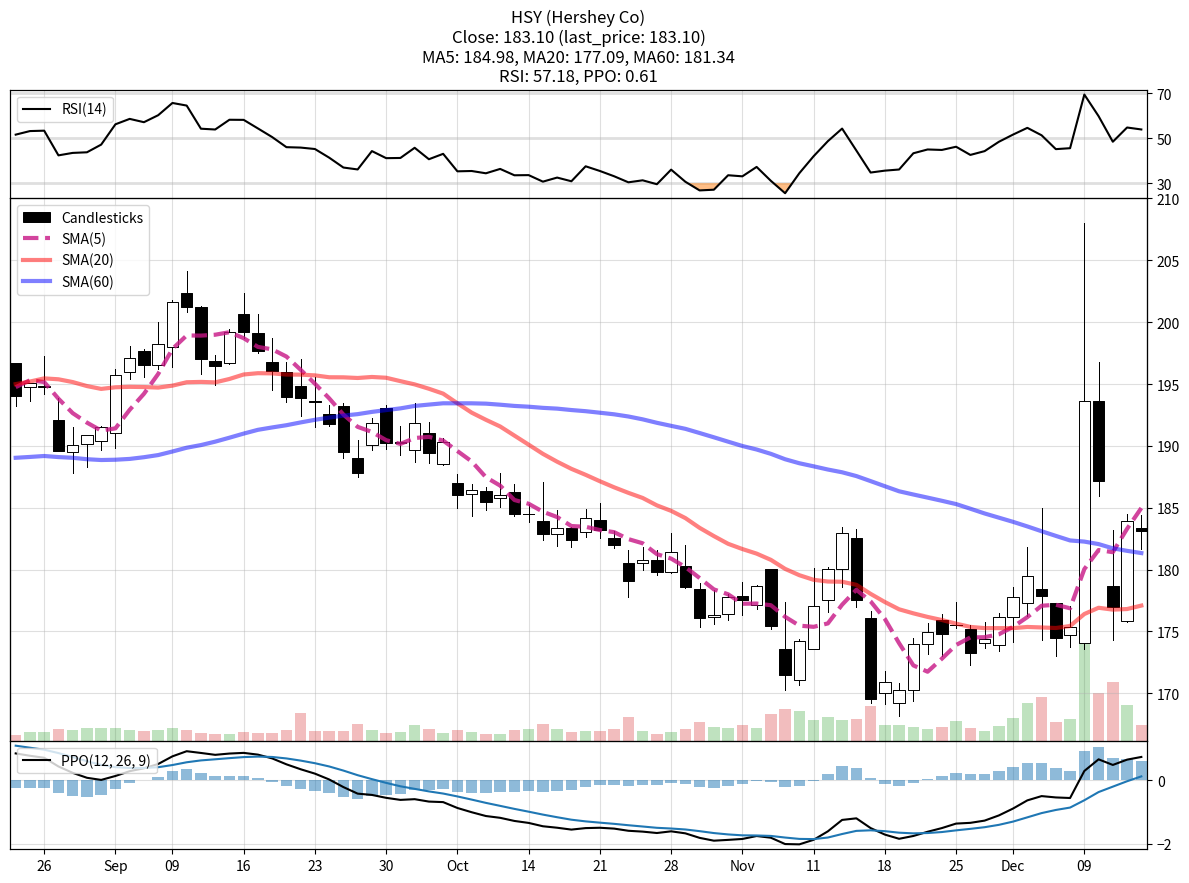 HSY (Hershey Co)
Close: 183.10 (last_price: 183.10)
MA5: 184.98, MA20: 177.09, MA60: 181.34
RSI: 57.18, PPO: 0.61
RSI(14)
70
50
30
Candlesticks
SMA(5)
SMA(20)
SMA(60)
210
205
200
195
190
185
180
175
170
PPO(12, 26, 9)
0
−2
26 Sep 09 16 23 30 Oct 14 21 28 Nov 11 18 25 Dec 09